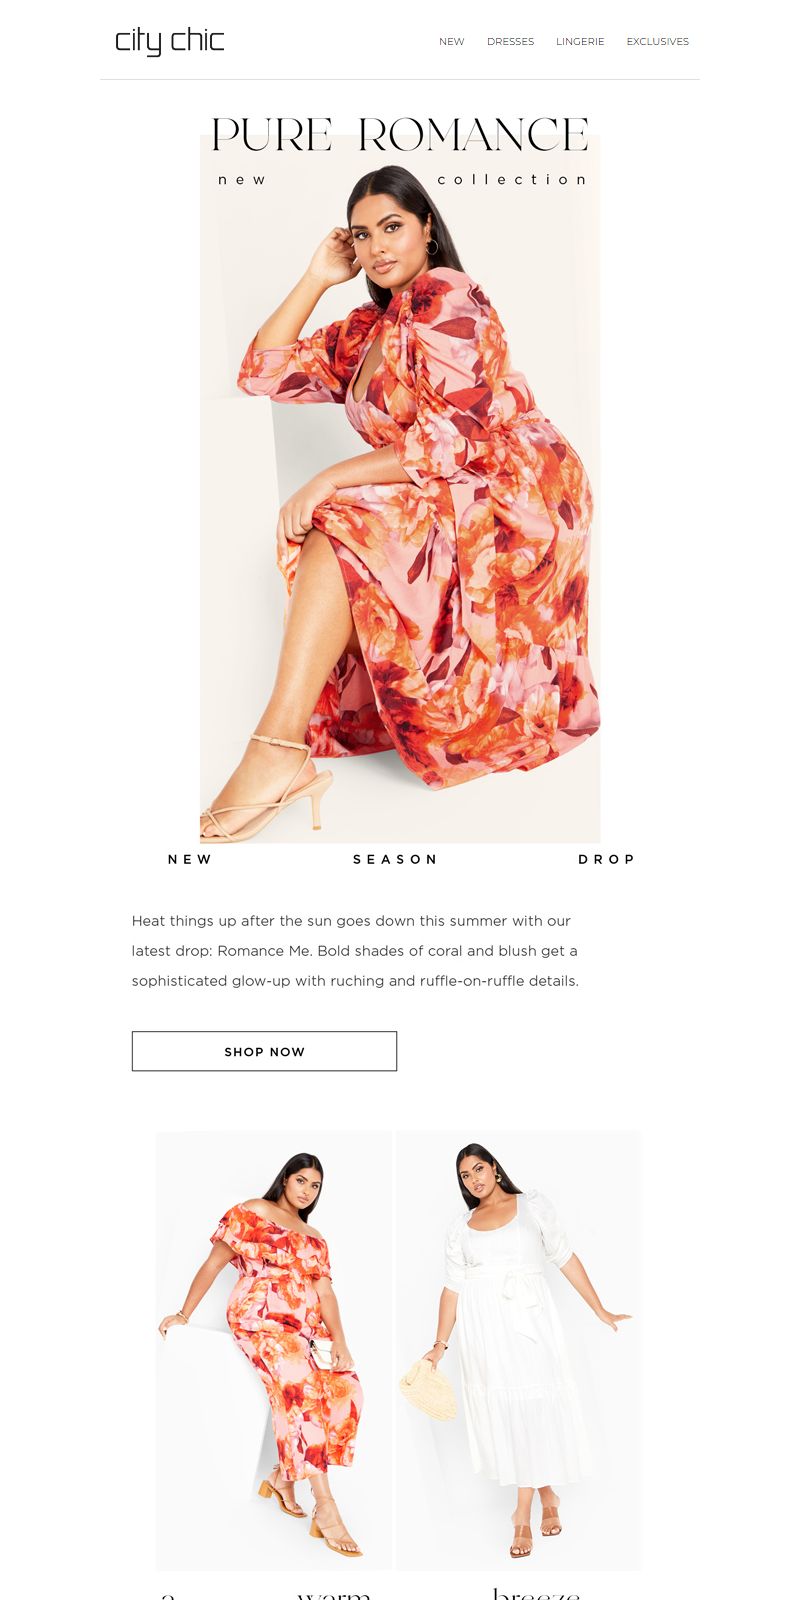 city chic
NEW DRESSES LINGERIE EXCLUSIVES
PURE ROMANCE
new collection
NEW SEASON DROP
Heat things up after the sun goes down this summer with our
latest drop: Romance Me. Bold shades of coral and blush get a
sophisticated glow-up with ruching and ruffle-on-ruffle details.
SHOP NOW
a warm breeze